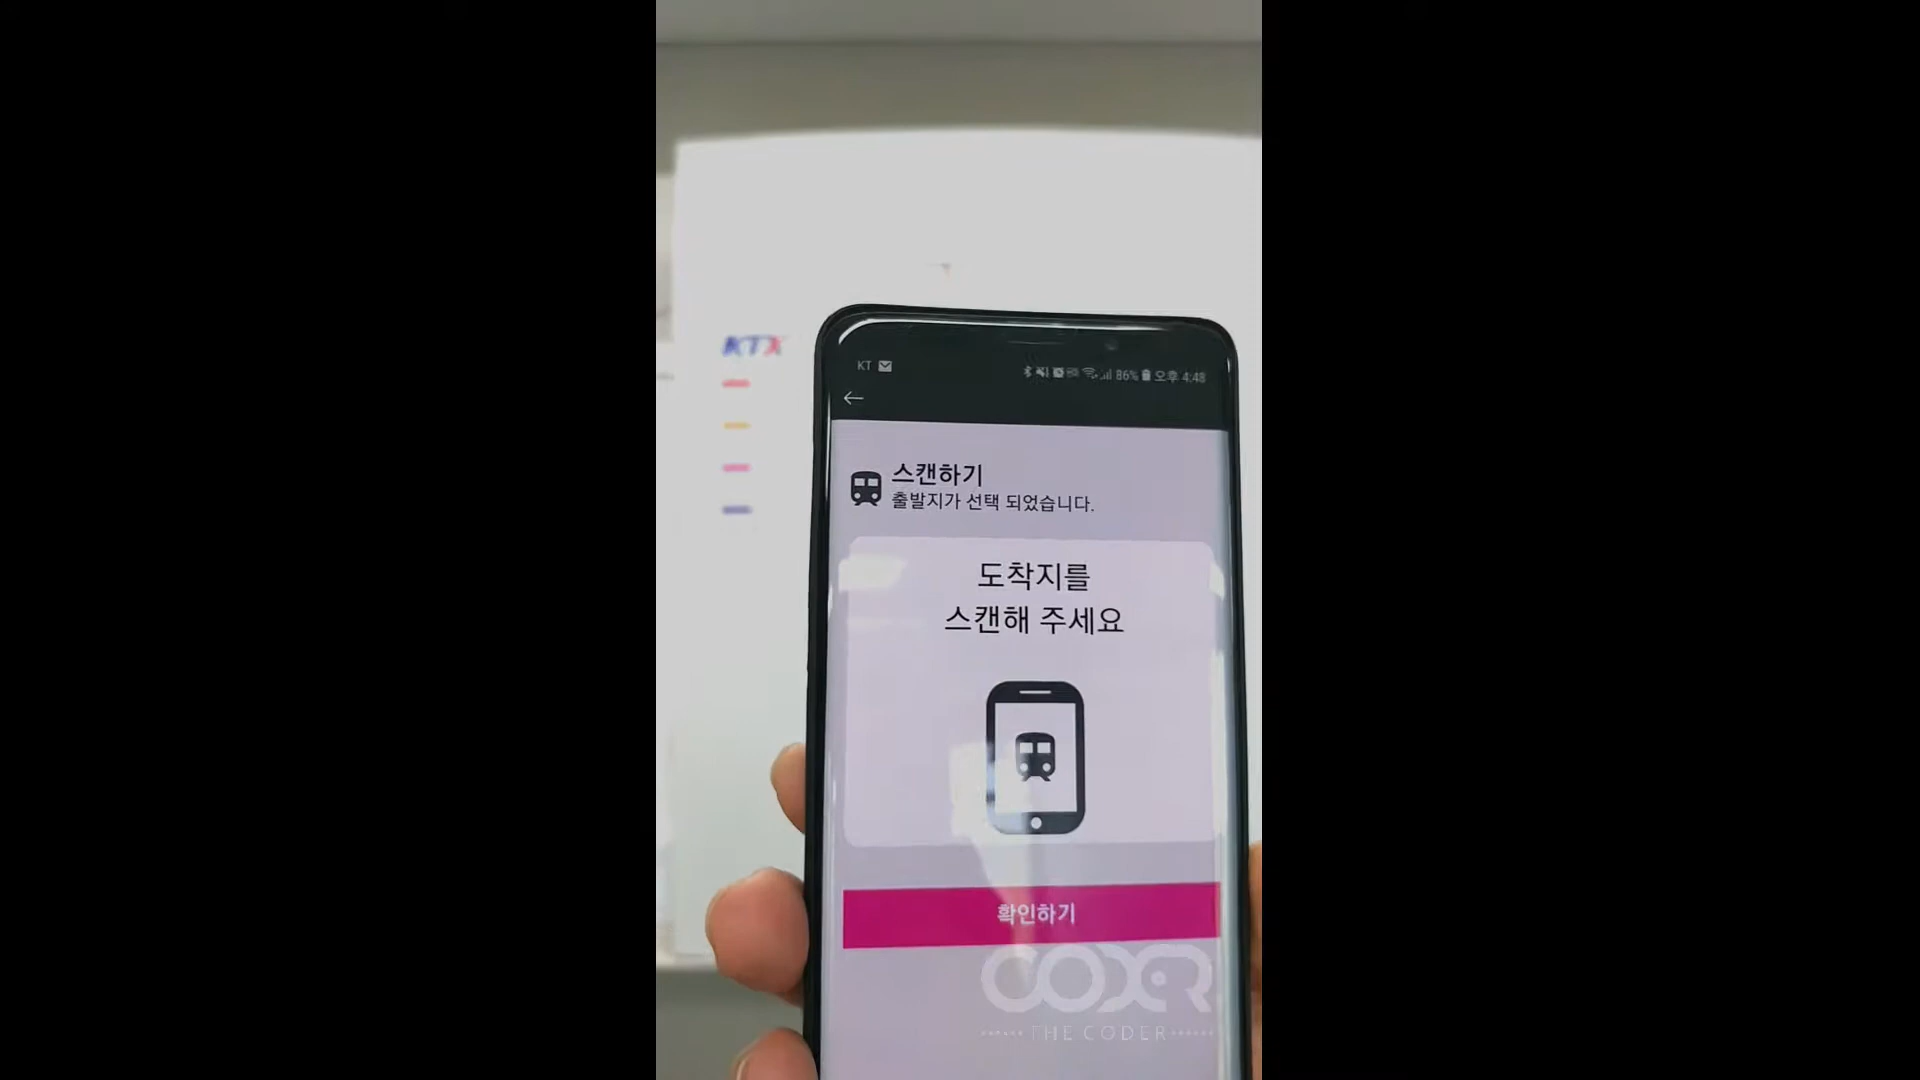 KTX
KT
86% 오후 4:48
스캔하기
출발지가 선택 되었습니다.
도착지를
스캔해 주세요
확인하기
CODER
THE CODER